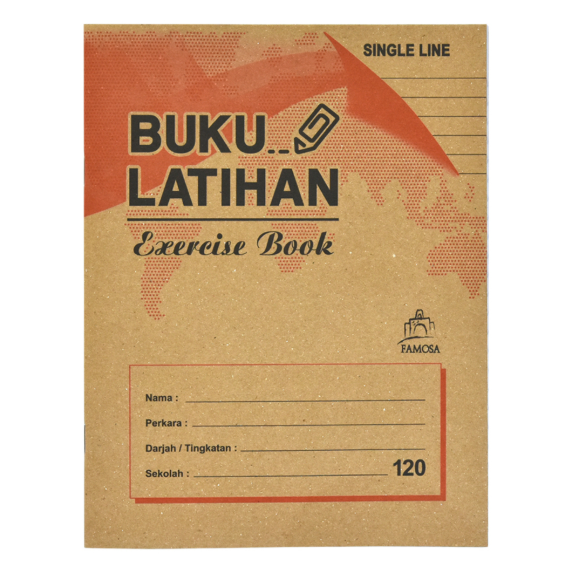 SINGLE LINE
BUKU..
LATIHAN
Exercise Book
FAMOSA
Nama :
Perkara :
Darjah / Tingkatan :
Sekolah :
120